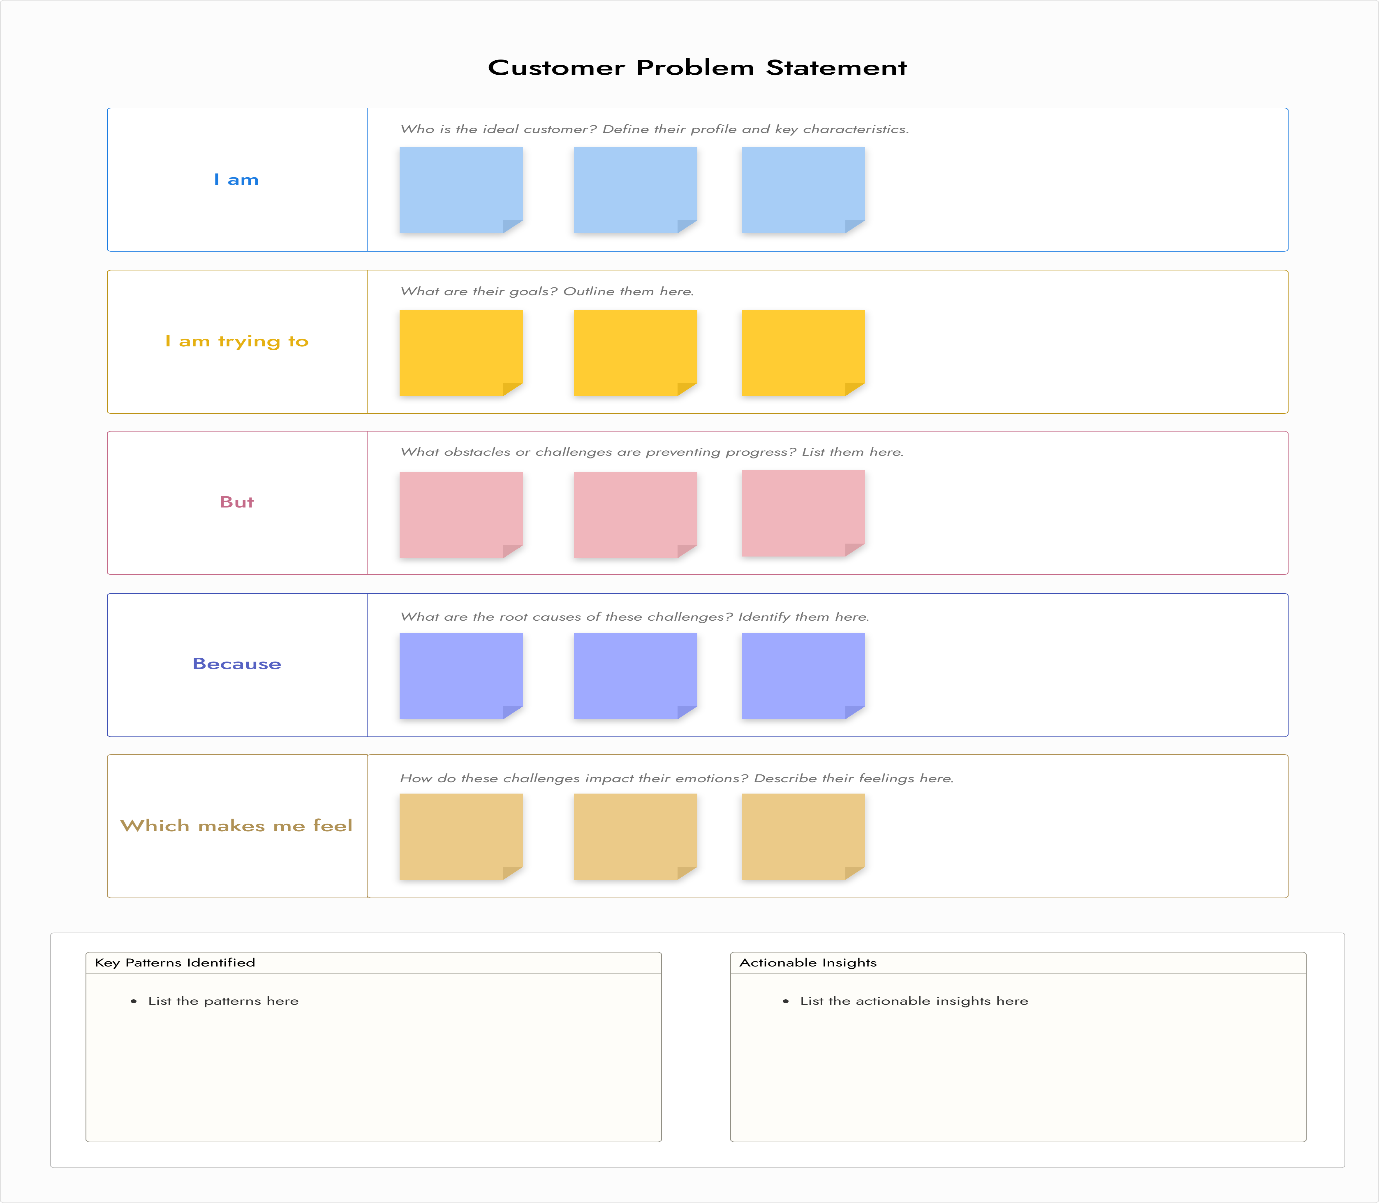 Customer Problem Statement
I am
Who is the ideal customer? Define their profile and key characteristics.
I am trying to
What are their goals? Outline them here.
But
What obstacles or challenges are preventing progress? List them here.
Because
What are the root causes of these challenges? Identify them here.
Which makes me feel
How do these challenges impact their emotions? Describe their feelings here.
Key Patterns Identified
• List the patterns here
Actionable Insights
• List the actionable insights here